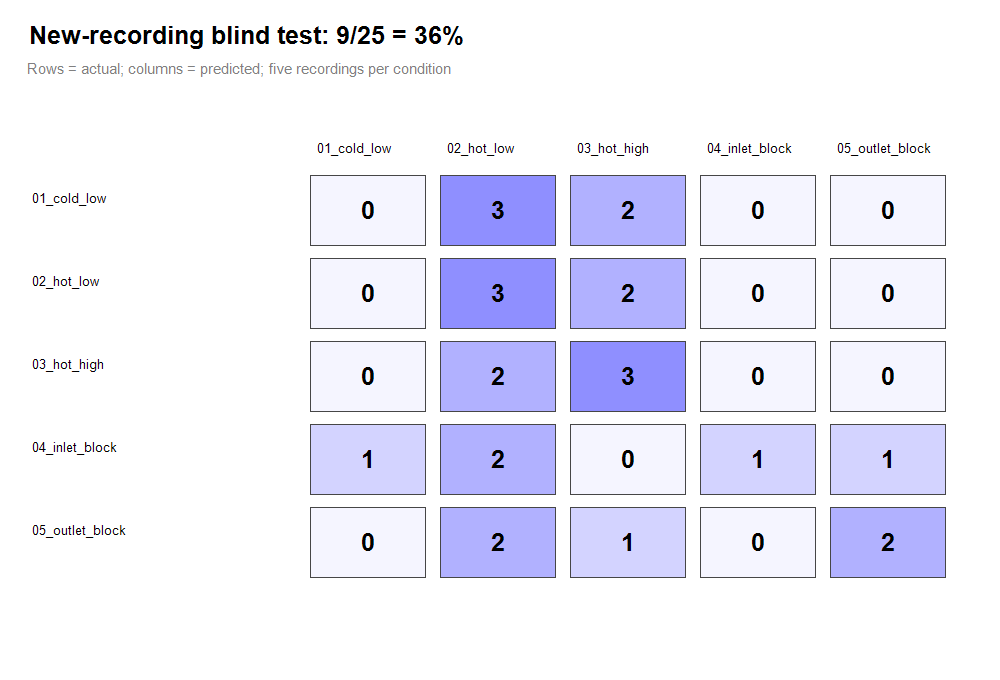 New-recording blind test: 9/25 = 36%
Rows = actual; columns = predicted; five recordings per condition
01_cold_low 02_hot_low 03_hot_high 04_inlet_block 05_outlet_block
01_cold_low 0 3 2 0 0
02_hot_low 0 3 2 0 0
03_hot_high 0 2 3 0 0
04_inlet_block 1 2 0 1 1
05_outlet_block 0 2 1 0 2